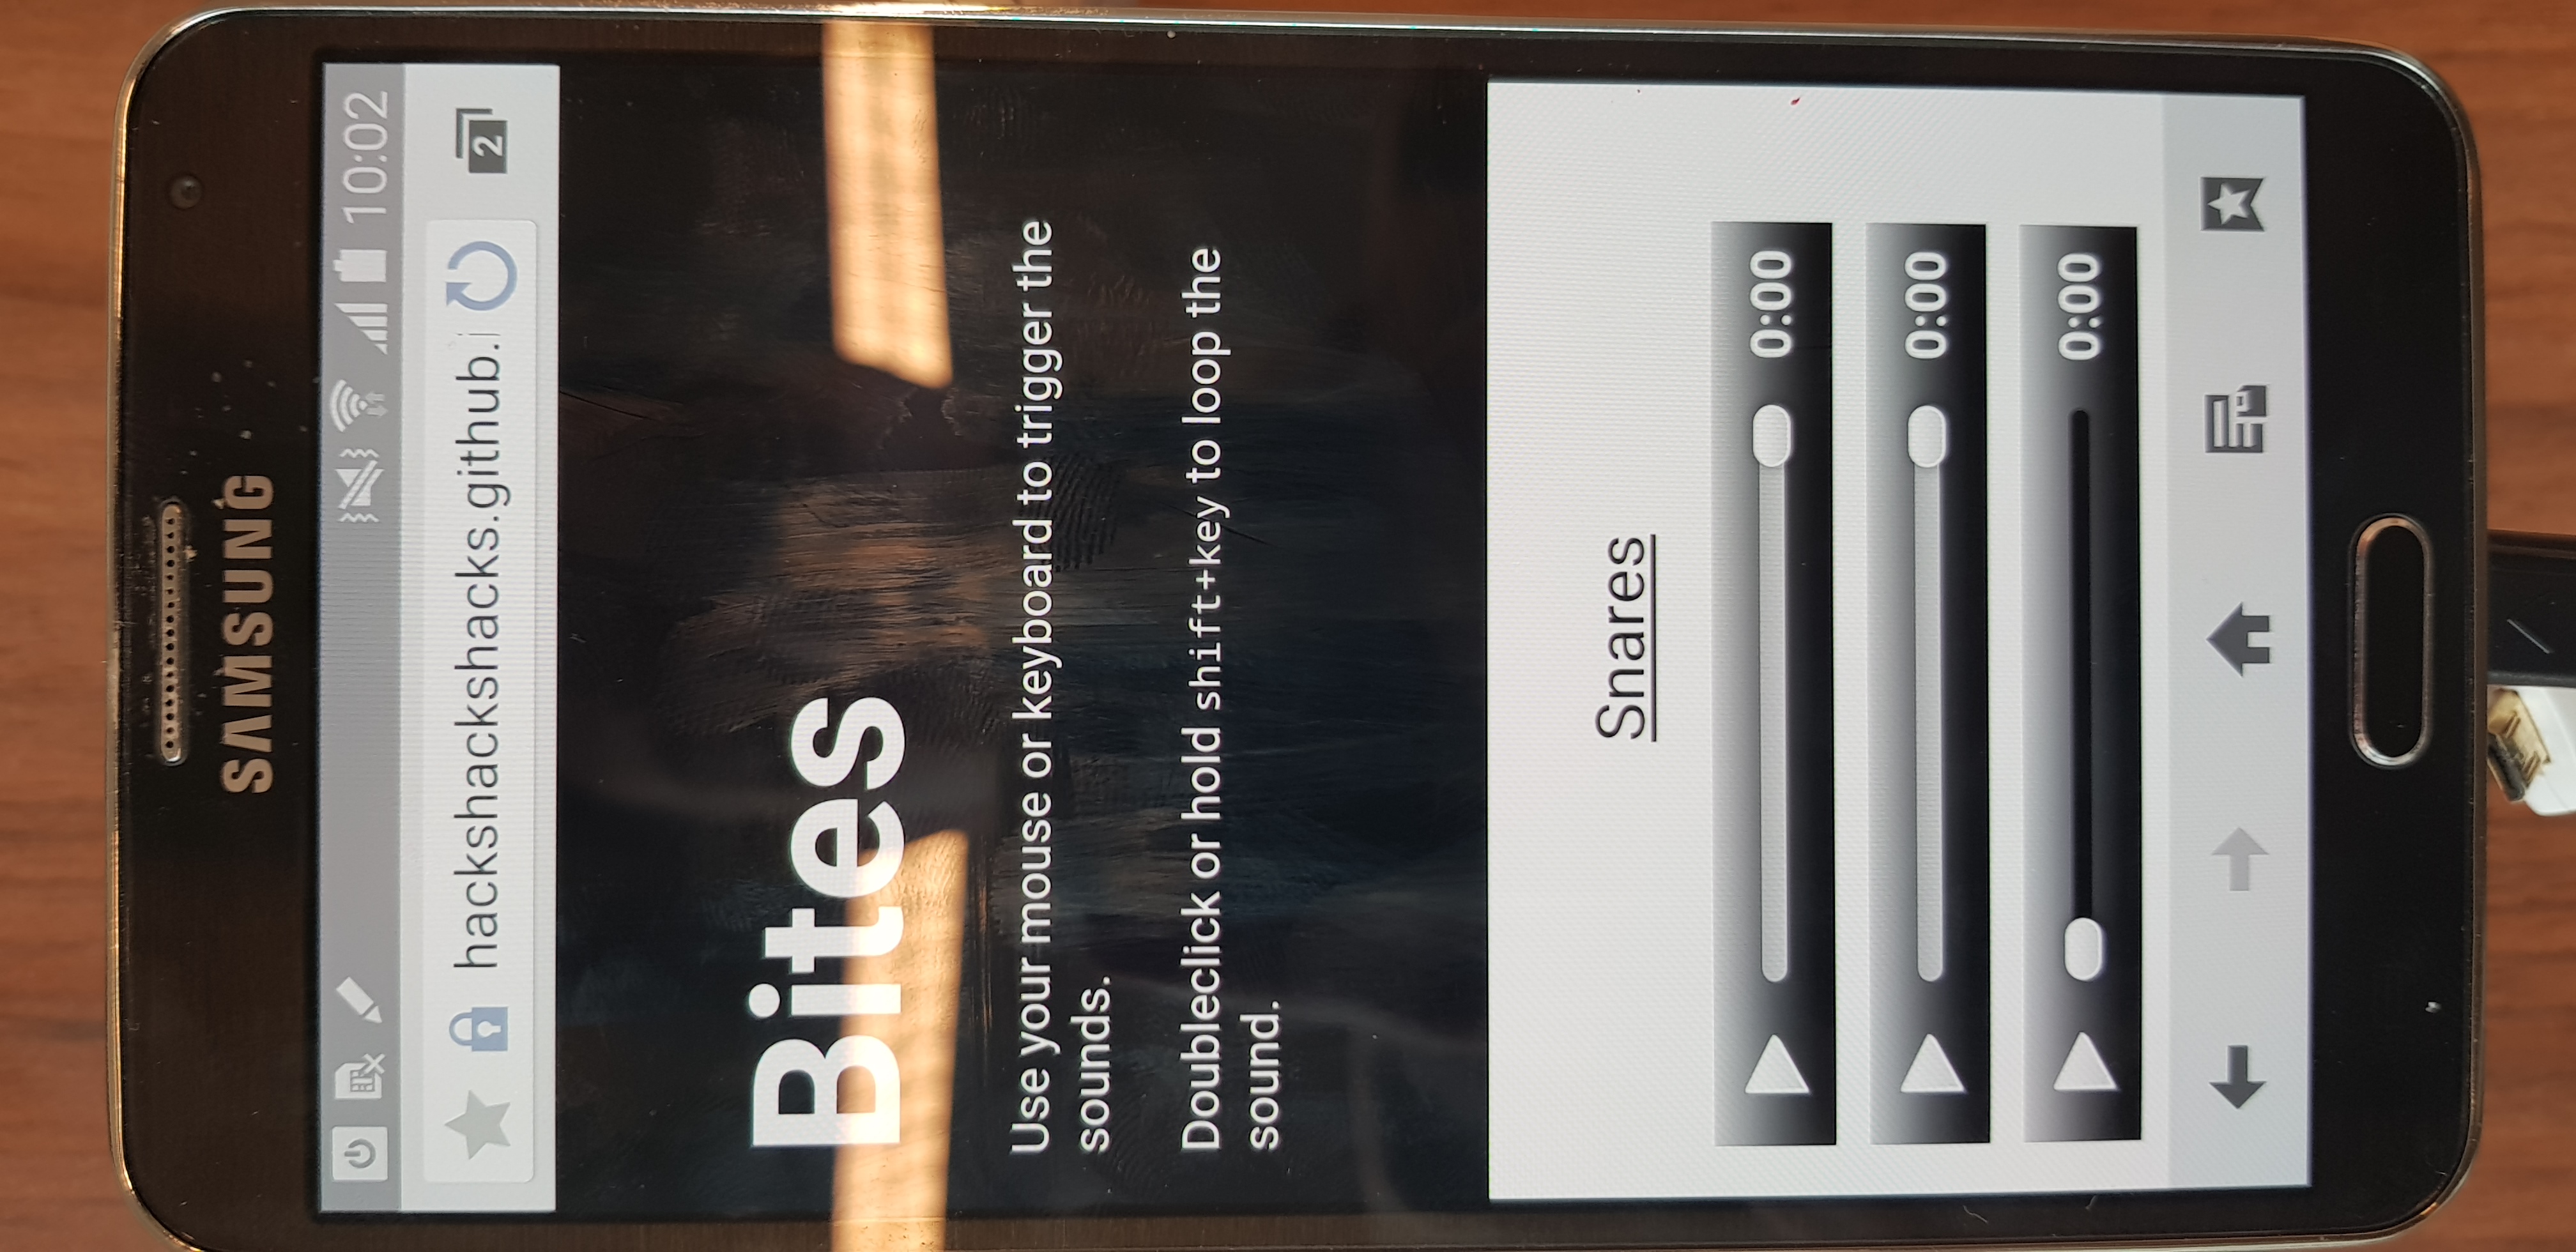 SAMSUNG
10:02
hackshackshacks.github.i
2
Bites
Use your mouse or keyboard to trigger the
sounds.
Doubleclick or hold shift+key to loop the
sound.
Snares
0:00
0:00
0:00